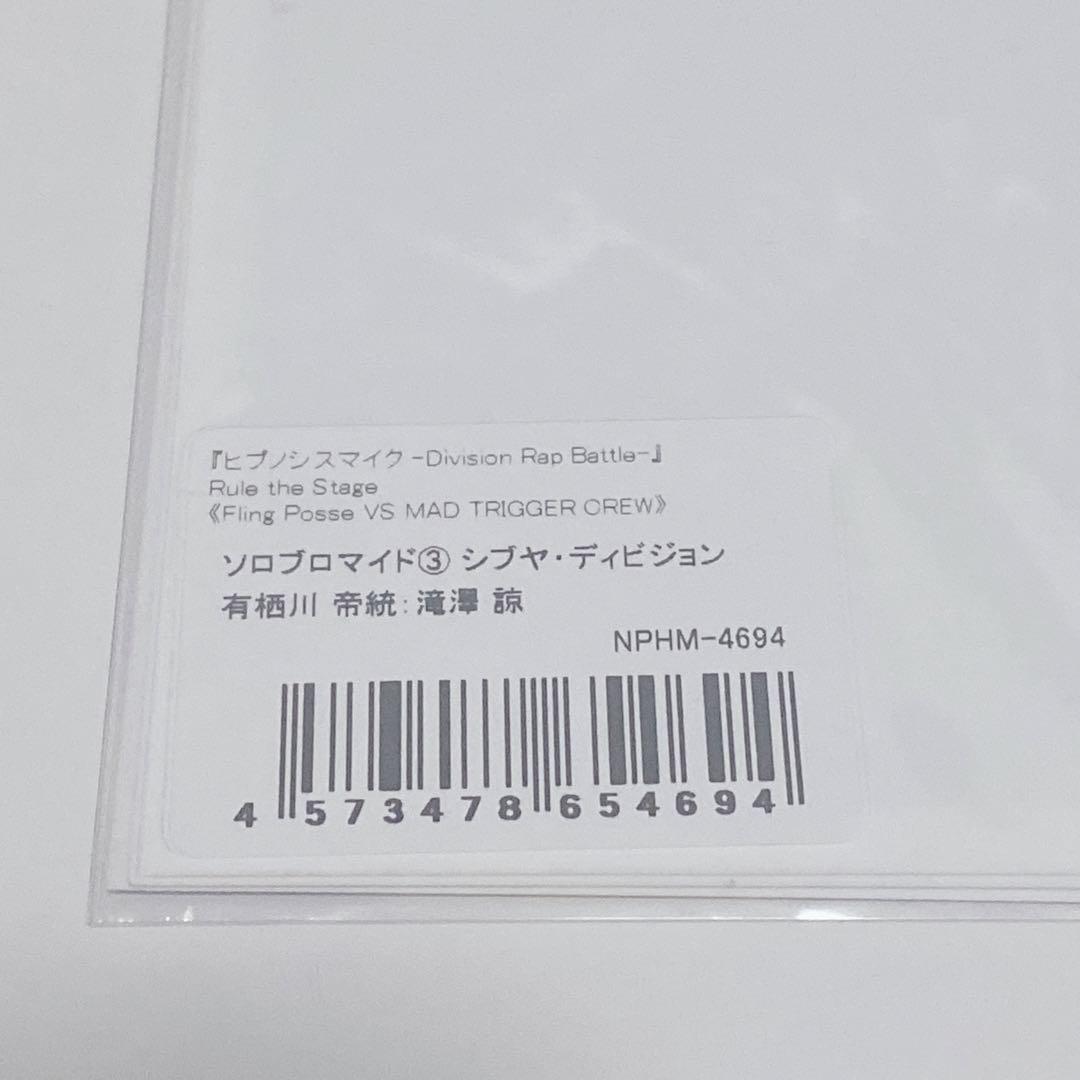 『ヒプノシスマイク -Division Rap Battle-』
Rule the Stage
《Fling Posse VS MAD TRIGGER CREW》
ソロブロマイド③ シブヤ・ディビジョン
有栖川 帝統:滝澤 諒
NPHM-4694
4 573478 654694